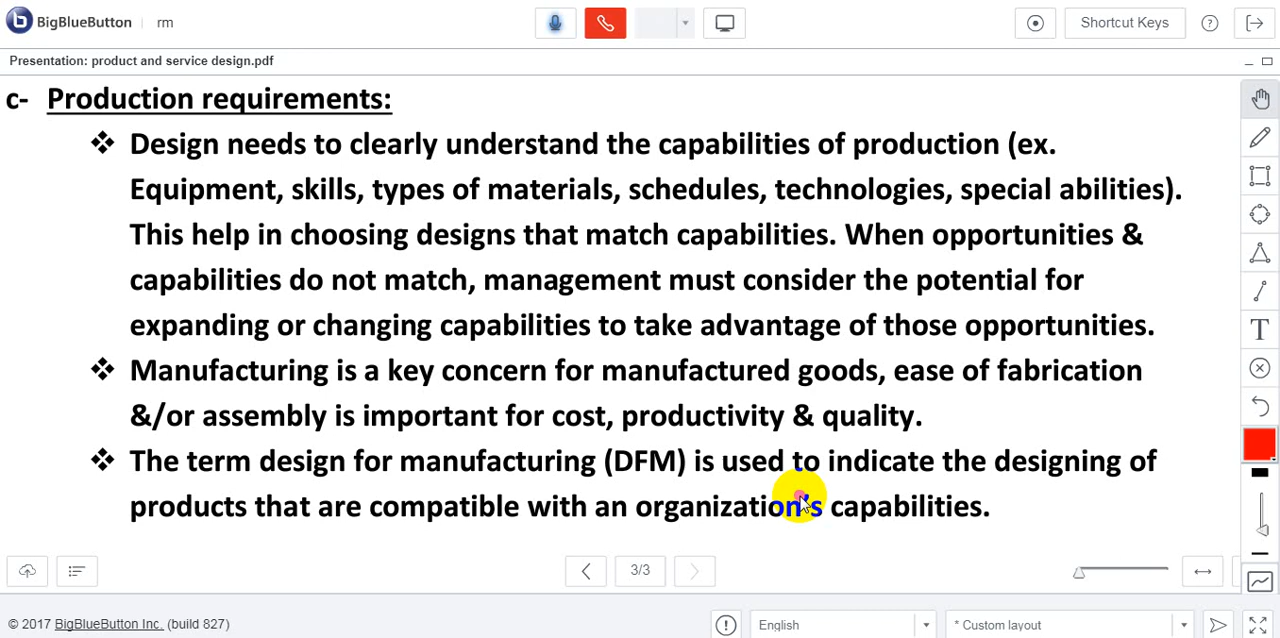 BigBlueButton rm Shortcut Keys
Presentation: product and service design.pdf
c- Production requirements:
❖ Design needs to clearly understand the capabilities of production (ex.
Equipment, skills, types of materials, schedules, technologies, special abilities).
This help in choosing designs that match capabilities. When opportunities &
capabilities do not match, management must consider the potential for
expanding or changing capabilities to take advantage of those opportunities.
❖ Manufacturing is a key concern for manufactured goods, ease of fabrication
&/or assembly is important for cost, productivity & quality.
❖ The term design for manufacturing (DFM) is used to indicate the designing of
products that are compatible with an organization's capabilities.
3/3
© 2017 BigBlueButton Inc. (build 827) English * Custom layout